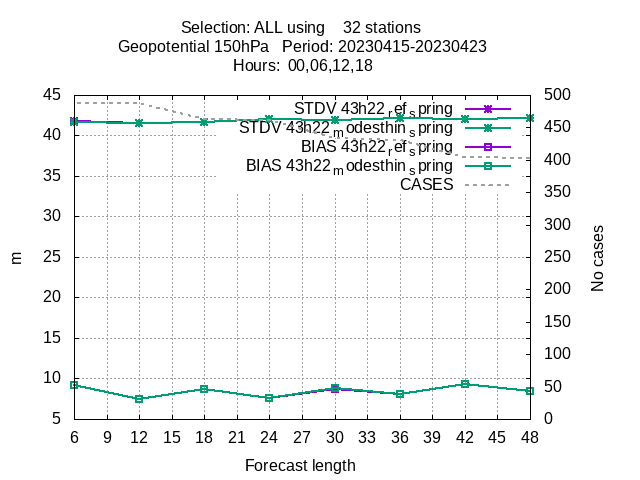 Selection: ALL using    32 stations
Geopotential 150hPa   Period: 20230415-20230423
Hours:  00,06,12,18
45
40
35
30
25
20
15
10
5
500
450
400
350
300
250
200
150
100
50
0
STDV 43h22_ref_spring
STDV 43h22_modesthin_spring
BIAS 43h22_ref_spring
BIAS 43h22_modesthin_spring
CASES
m
No cases
6 9 12 15 18 21 24 27 30 33 36 39 42 45 48
Forecast length